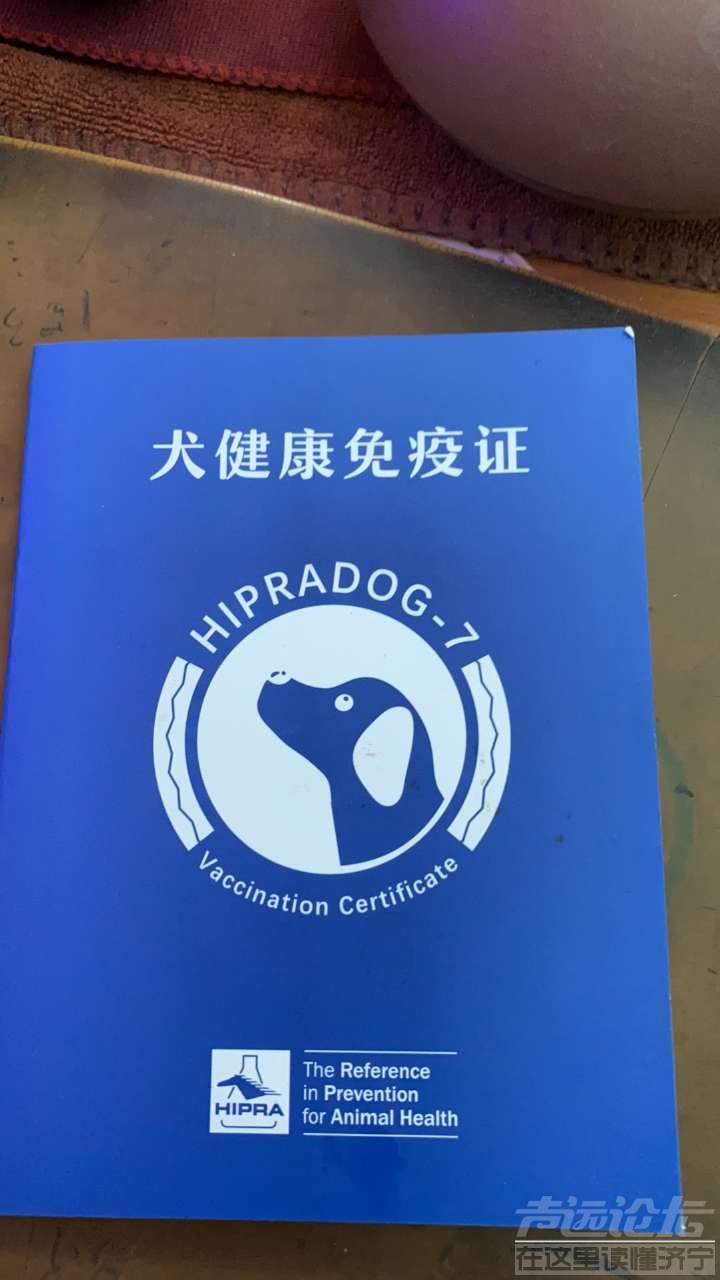 犬健康免疫证
HIPRADOG-7
Vaccination Certificate
HIPRA
The Reference
in Prevention
for Animal Health
声远论坛
在这里读懂济宁